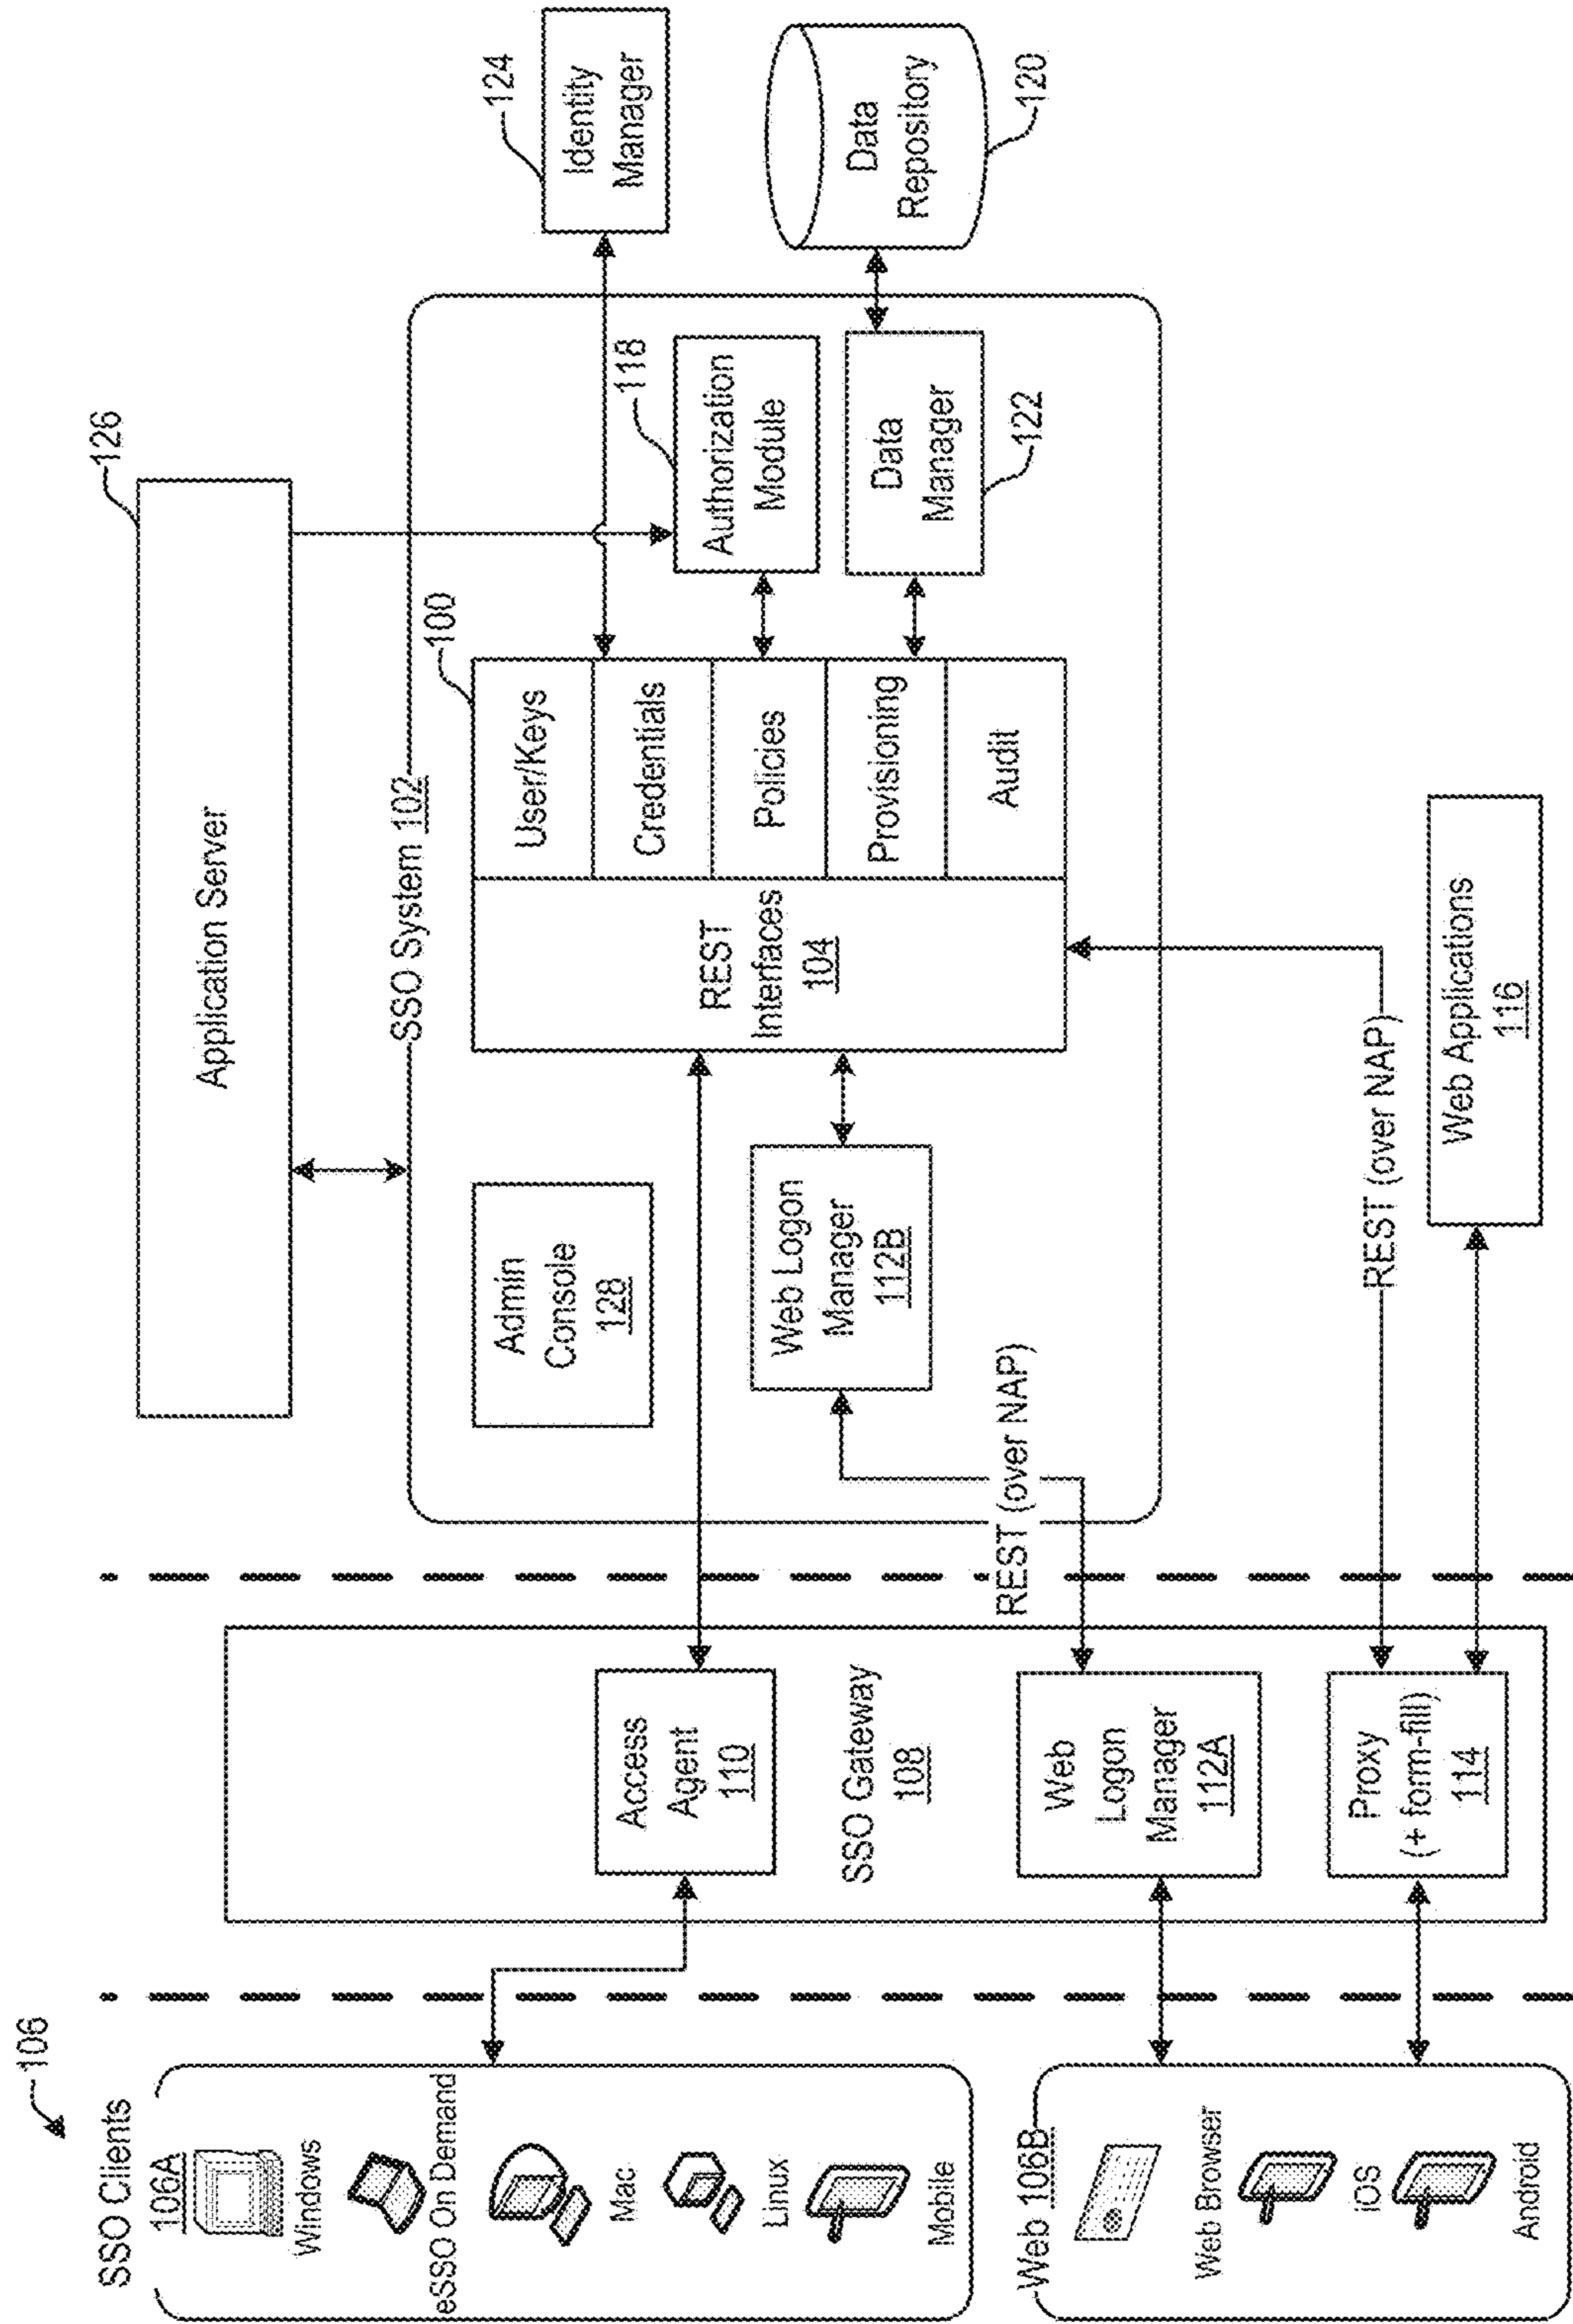 106
SSO Clients
106A
Windows
eSSO On Demand
Mac
Linux
Mobile
Web 106B
Web Browser
iOS
Android
Access
Agent
110
SSO Gateway
108
Web
Logon
Manager
112A
Proxy
(+ form-fill)
114
REST (over NAP)
REST (over NAP)
Application Server
126
SSO System 102
Admin
Console
128
Web Logon
Manager
112B
REST
Interfaces
104
100
User/Keys
Credentials
Policies
Provisioning
Audit
118
Authorization
Module
Data
Manager
122
124
Identity
Manager
Data
Repository
120
Web Applications
116